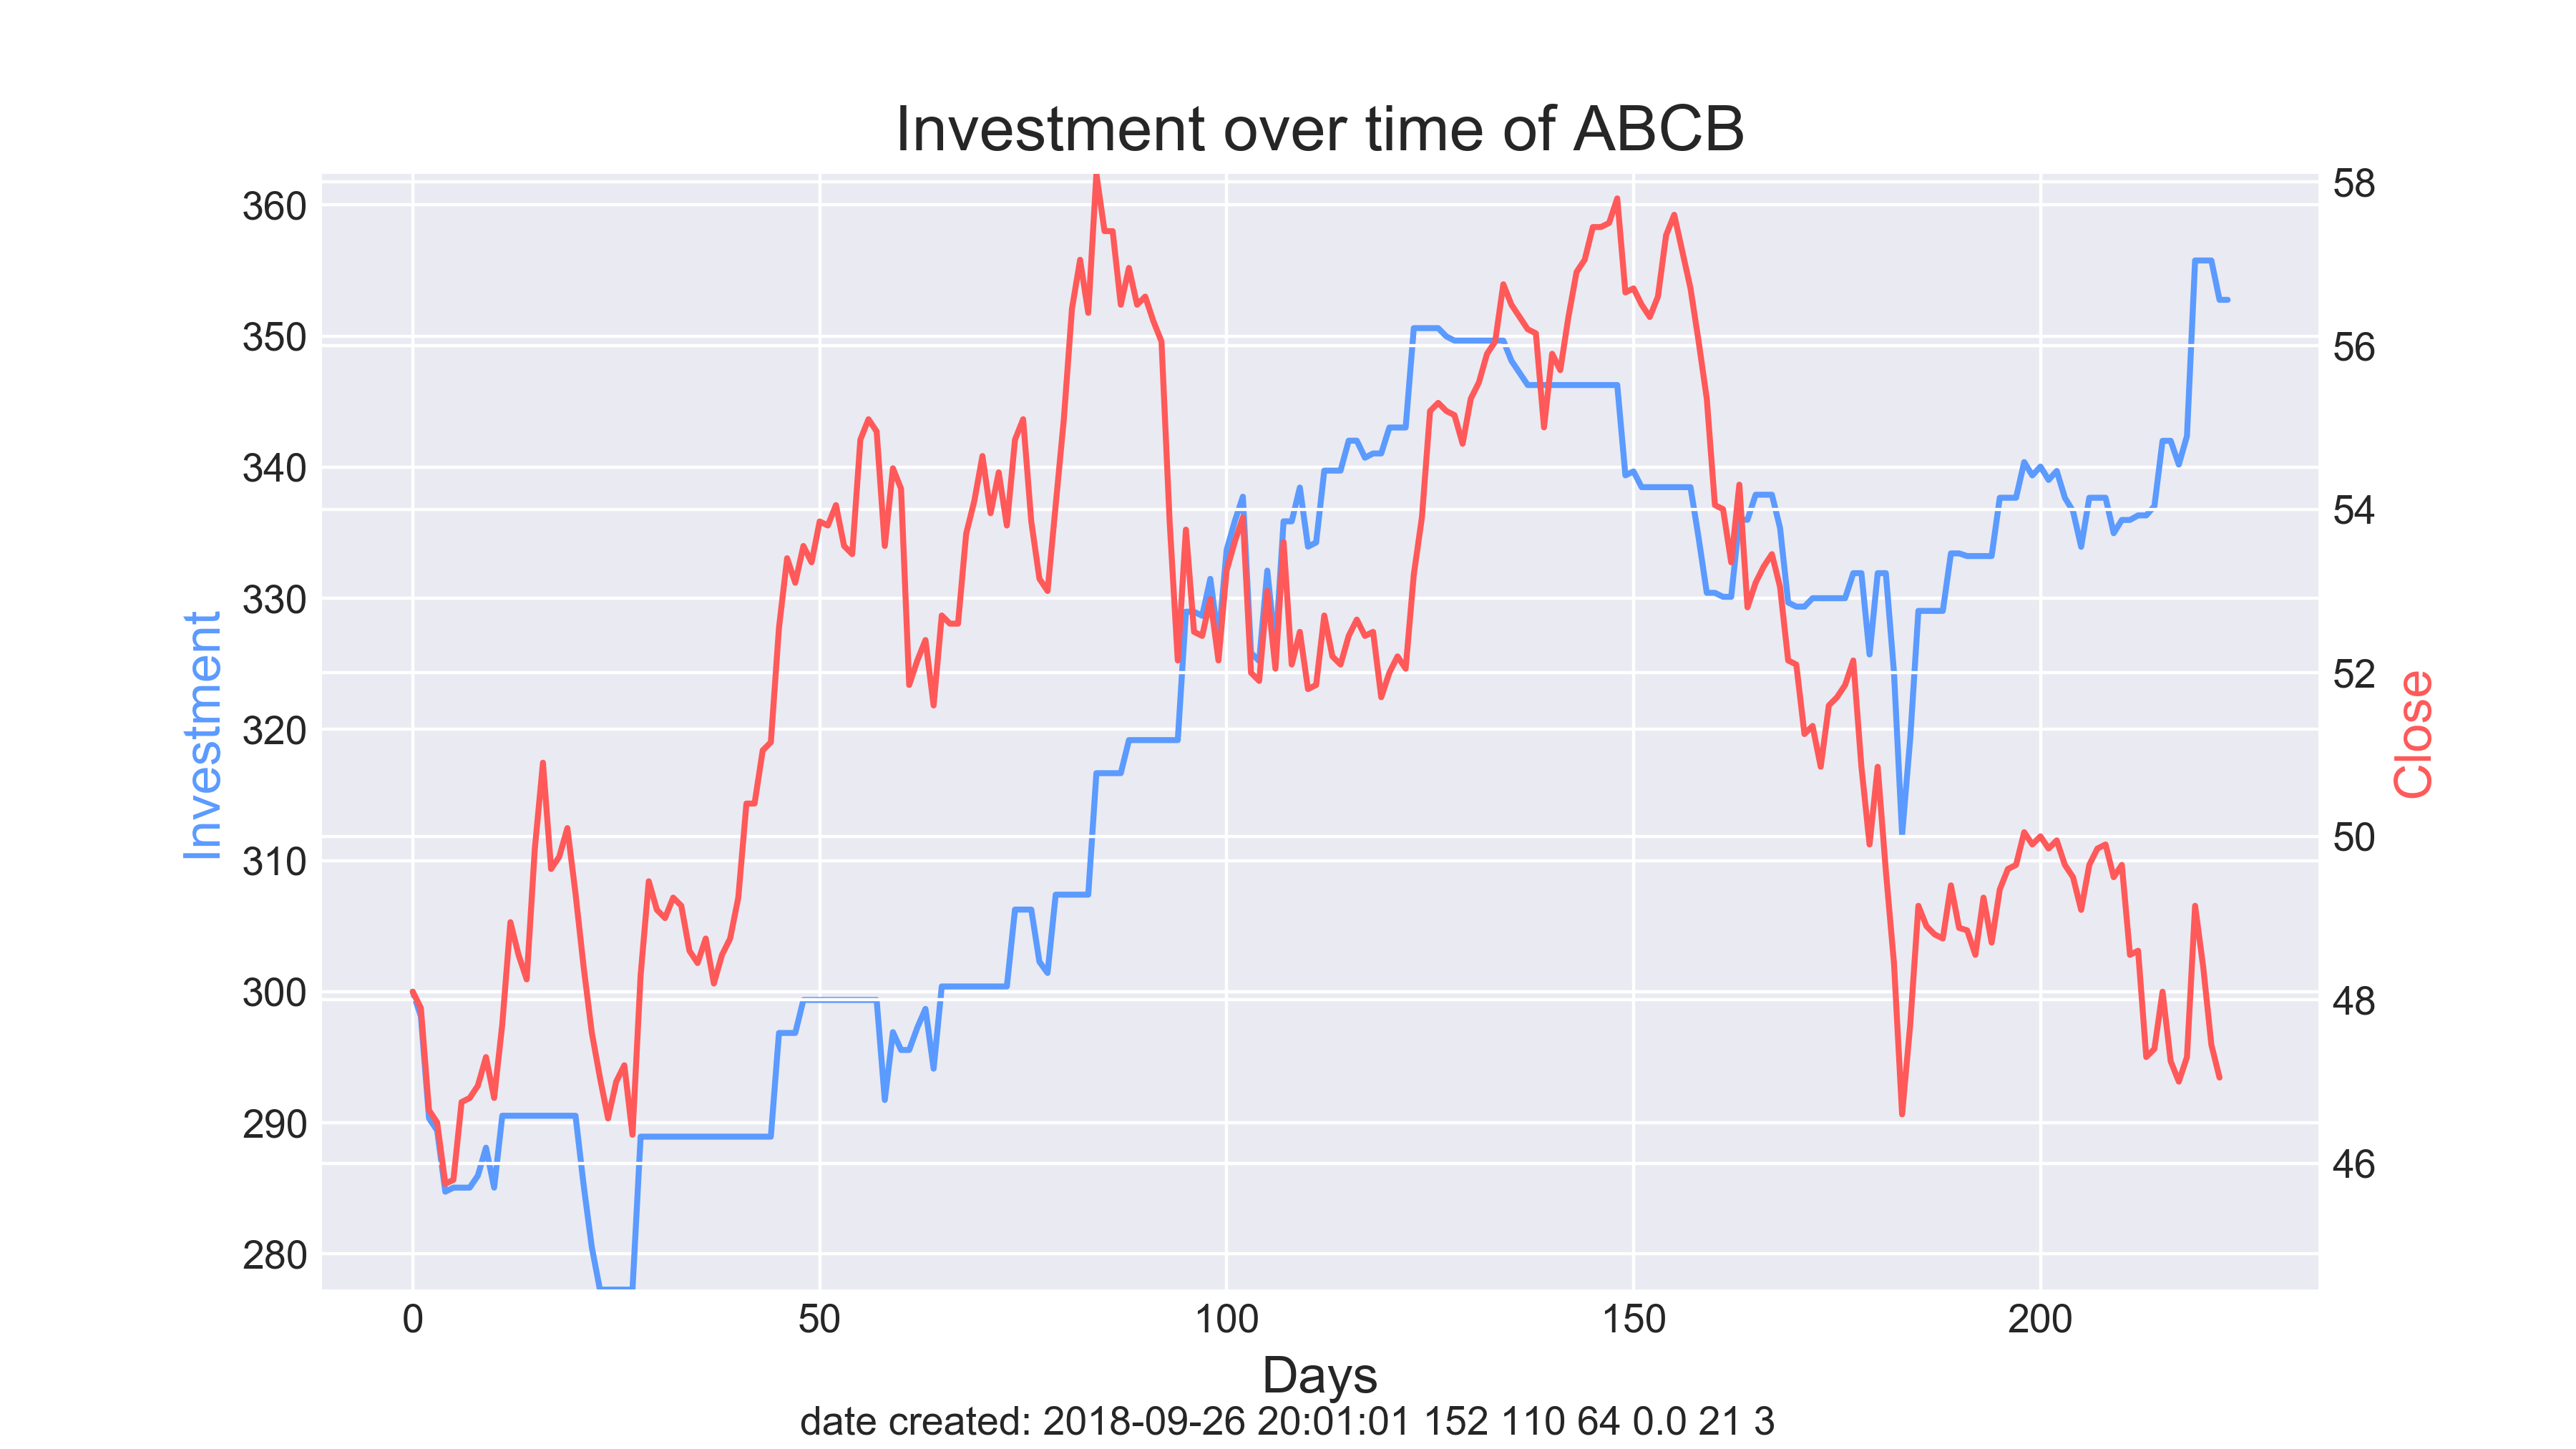 Investment over time of ABCB
360
350
340
330
320
310
300
290
280
Investment
58
56
54
52
50
48
46
Close
0 50 100 150 200
Days
date created: 2018-09-26 20:01:01 152 110 64 0.0 21 3